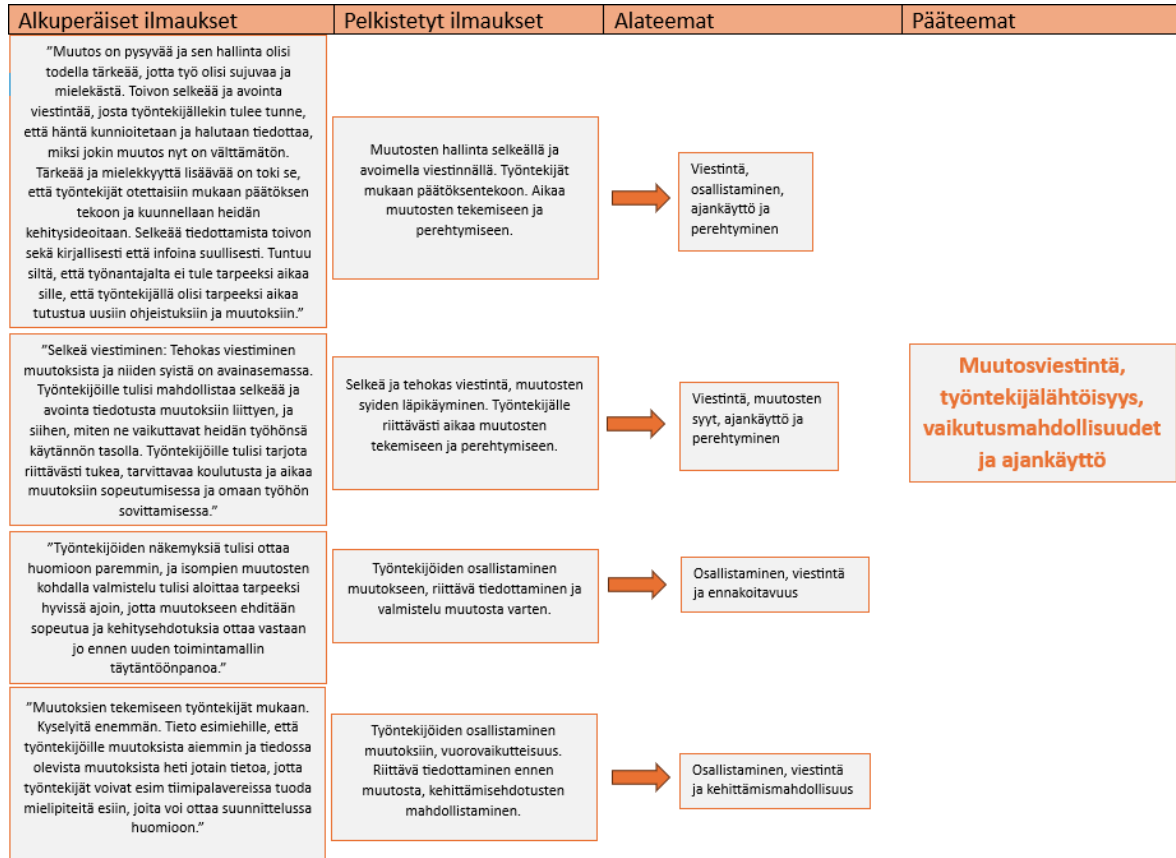 Alkuperäiset ilmaukset
Pelkistetyt ilmaukset
Alateemat
Pääteemat
”Muutos on pysyvää ja sen hallinta olisi
todella tärkeää, jotta työ olisi sujuvaa ja
mielekästä. Toivon selkeää ja avointa
viestintää, josta työntekijällekin tulee tunne,
että häntä kunnioitetaan ja halutaan tiedottaa,
miksi jokin muutos nyt on välttämätön.
Tärkeää ja mielekkyyttä lisäävää on toki se,
että työntekijät otettaisiin mukaan päätöksen
tekoon ja kuunnellaan heidän
kehitysideoitaan. Selkeää tiedottamista toivon
sekä kirjallisesti että infoina suullisesti. Tuntuu
siltä, että työnantajalta ei tule tarpeeksi aikaa
sille, että työntekijällä olisi tarpeeksi aikaa
tutustua uusiin ohjeistuksiin ja muutoksiin.”
Muutosten hallinta selkeällä ja
avoimella viestinnällä. Työntekijät
mukaan päätöksentekoon. Aikaa
muutosten tekemiseen ja
perehtymiseen.
Viestintä,
osallistaminen,
ajankäyttö ja
perehtyminen
”Selkeä viestiminen: Tehokas viestiminen
muutoksista ja niiden syistä on avainasemassa.
Työntekijöille tulisi mahdollistaa selkeää ja
avointa tiedotusta muutoksiin liittyen, ja
siihen, miten ne vaikuttavat heidän työhönsä
käytännön tasolla. Työntekijöille tulisi tarjota
riittävästi tukea, tarvittavaa koulutusta ja aikaa
muutoksiin sopeutumisessa ja omaan työhön
sovittamisessa.”
Selkeä ja tehokas viestintä, muutosten
syiden läpikäyminen. Työntekijälle
riittävästi aikaa muutosten
tekemiseen ja perehtymiseen.
Viestintä, muutosten
syyt, ajankäyttö ja
perehtyminen
Muutosviestintä,
työntekijälähtöisyys,
vaikutusmahdollisuudet
ja ajankäyttö
”Työntekijöiden näkemyksiä tulisi ottaa
huomioon paremmin, ja isompien muutosten
kohdalla valmistelu tulisi aloittaa tarpeeksi
hyvissä ajoin, jotta muutokseen ehditään
sopeutua ja kehitysehdotuksia ottaa vastaan
jo ennen uuden toimintamallin
täytäntöönpanoa.”
Työntekijöiden osallistaminen
muutokseen, riittävä tiedottaminen ja
valmistelu muutosta varten.
Osallistaminen, viestintä
ja ennakoitavuus
”Muutoksien tekemiseen työntekijät mukaan.
Kyselyitä enemmän. Tieto esimiehille, että
työntekijöille muutoksista aiemmin ja tiedossa
olevista muutoksista heti jotain tietoa, jotta
työntekijät voivat esim tiimipalavereissa tuoda
mielipiteitä esiin, joita voi ottaa suunnittelussa
huomioon.”
Työntekijöiden osallistaminen
muutoksiin, vuorovaikutteisuus.
Riittävä tiedottaminen ennen
muutosta, kehittämisehdotusten
mahdollistaminen.
Osallistaminen, viestintä
ja kehittämismahdollisuus